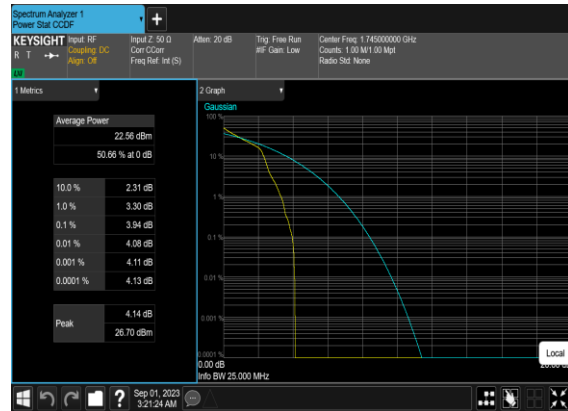 Spectrum Analyzer 1
Power Stat CCDF
KEYSIGHT
R T
LW
Input: RF
Coupling: DC
Align: Off
Input Z: 50 Ω
Corr CCorr
Freq Ref: Int (S)
Atten: 20 dB
Trig: Free Run
#IF Gain: Low
Center Freq: 1.745000000 GHz
Counts: 1.00 M/1.00 Mpt
Radio Std: None
1 Metrics
Average Power
22.56 dBm
50.66 % at 0 dB
10.0 % 2.31 dB
1.0 % 3.30 dB
0.1 % 3.94 dB
0.01 % 4.08 dB
0.001 % 4.11 dB
0.0001 % 4.13 dB
Peak
4.14 dB
26.70 dBm
2 Graph
Gaussian
100 %
10 %
1 %
0.1 %
0.01 %
0.001 %
0.0001 %
0.00 dB
Info BW 25.000 MHz
Local
?
Sep 01, 2023
3:21:24 AM